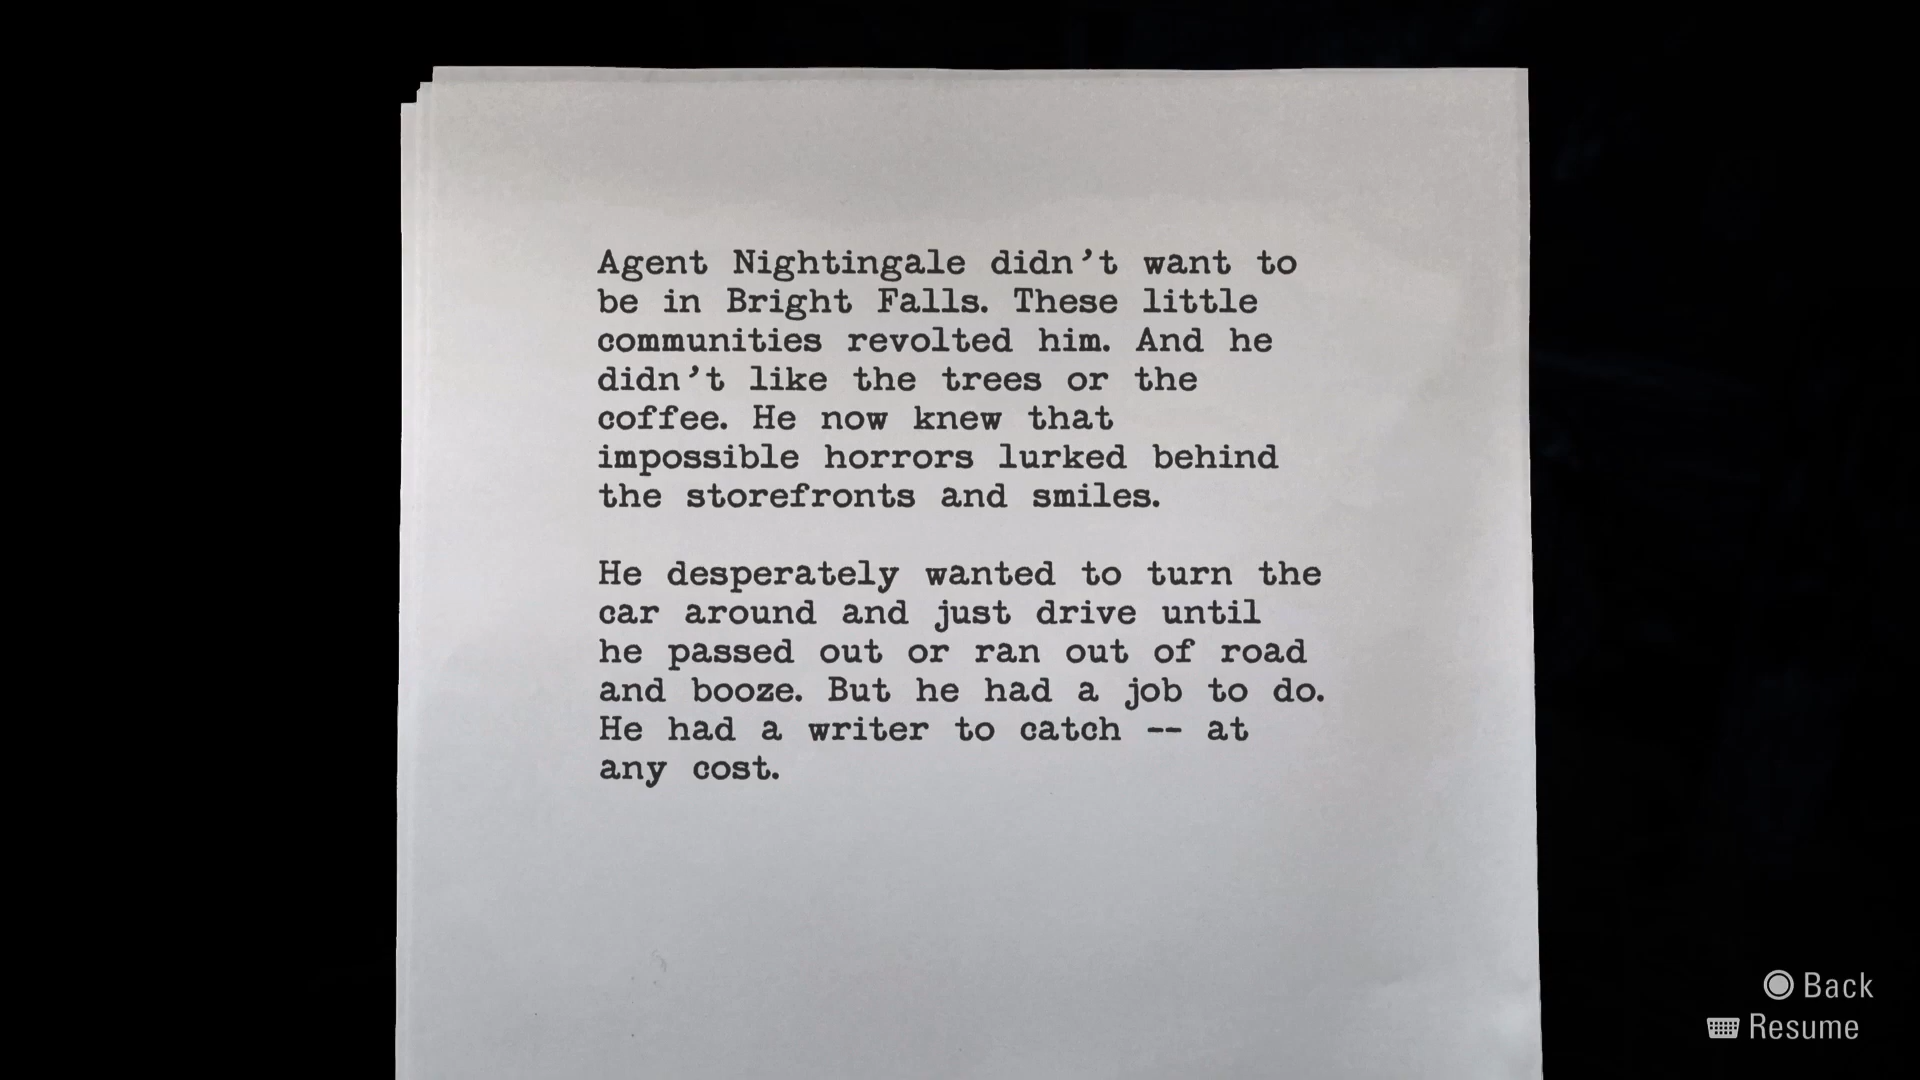 Agent Nightingale didn’t want to
be in Bright Falls. These little
communities revolted him. And he
didn’t like the trees or the
coffee. He now knew that
impossible horrors lurked behind
the storefronts and smiles.
He desperately wanted to turn the
car around and just drive until
he passed out or ran out of road
and booze. But he had a job to do.
He had a writer to catch -- at
any cost.
Back
Resume